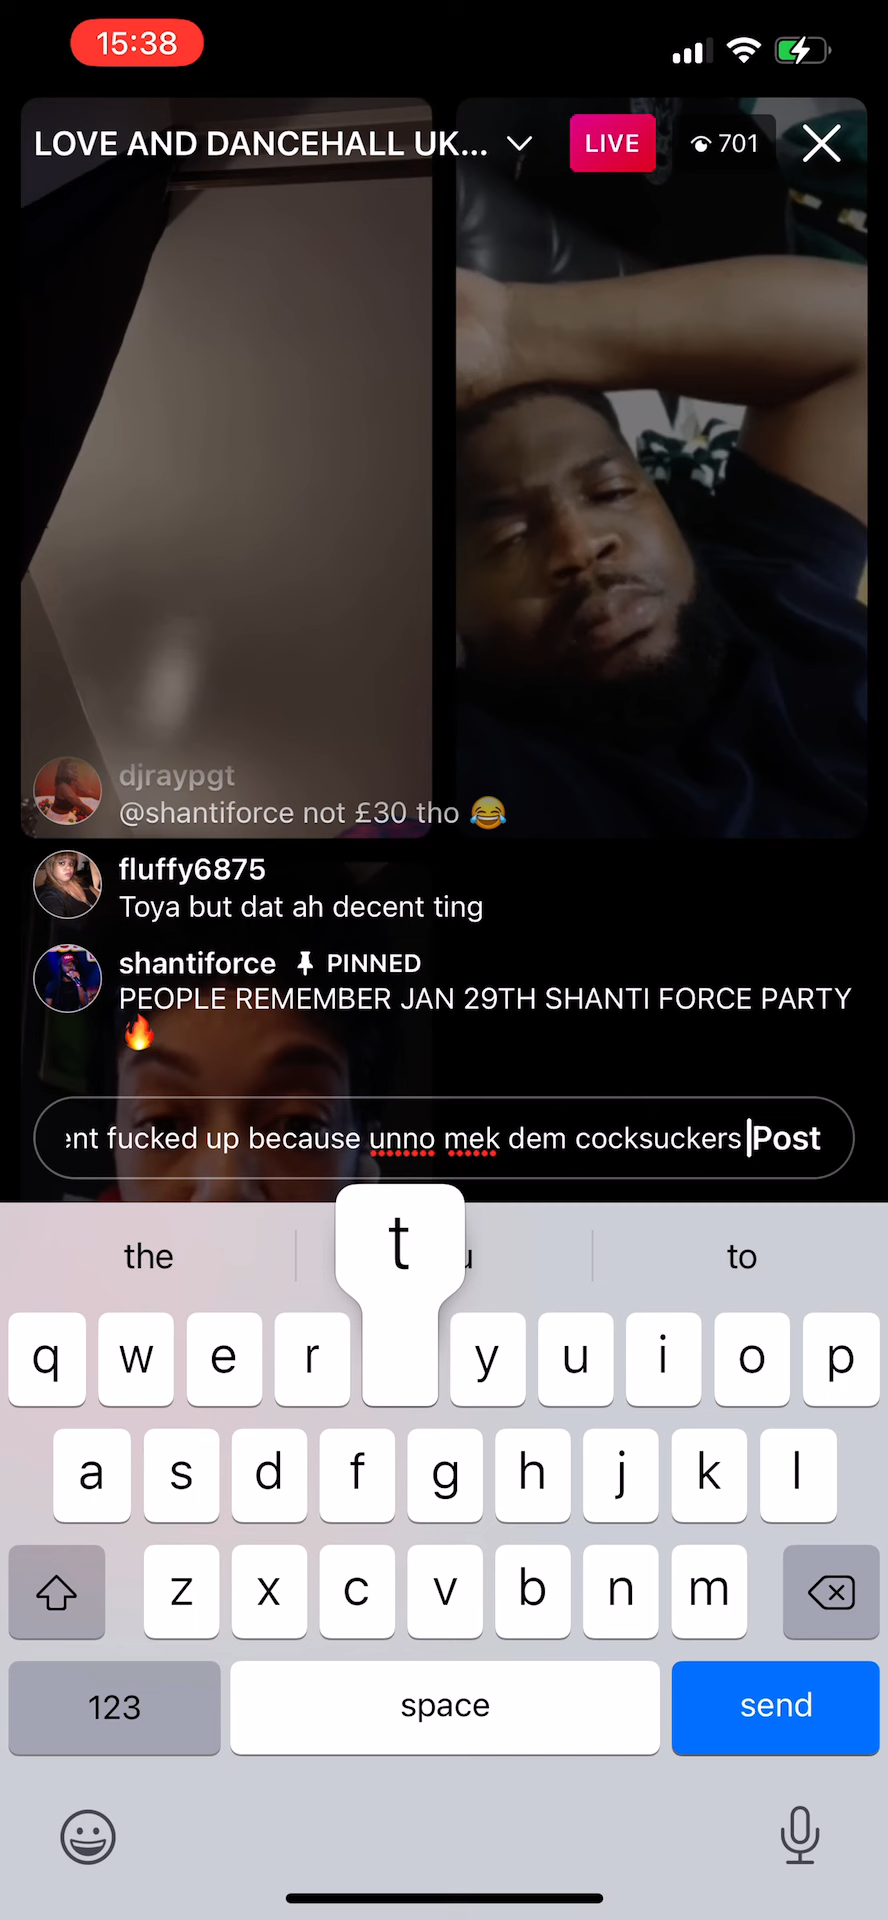 15:38
LOVE AND DANCEHALL UK...
LIVE
701
djraypgt
@shantiforce not £30 tho 😂
fluffy6875
Toya but dat ah decent ting
shantiforce PINNED
PEOPLE REMEMBER JAN 29TH SHANTI FORCE PARTY
🔥
fucked up because unno mek dem cocksuckers Post
the to
t
q w e r y u i o p
a s d f g h j k l
z x c v b n m
123 space send